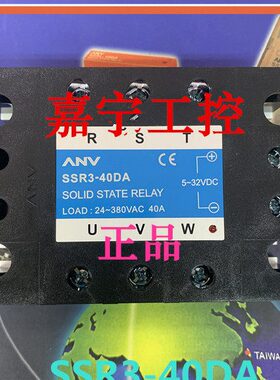 嘉宁工控
R S T
ANV
CE
SSR3-40DA
SOLID STATE RELAY
5~32VDC
LOAD : 24~380VAC 40A
U V W
正品
TAIWAN
SSR3-40DA